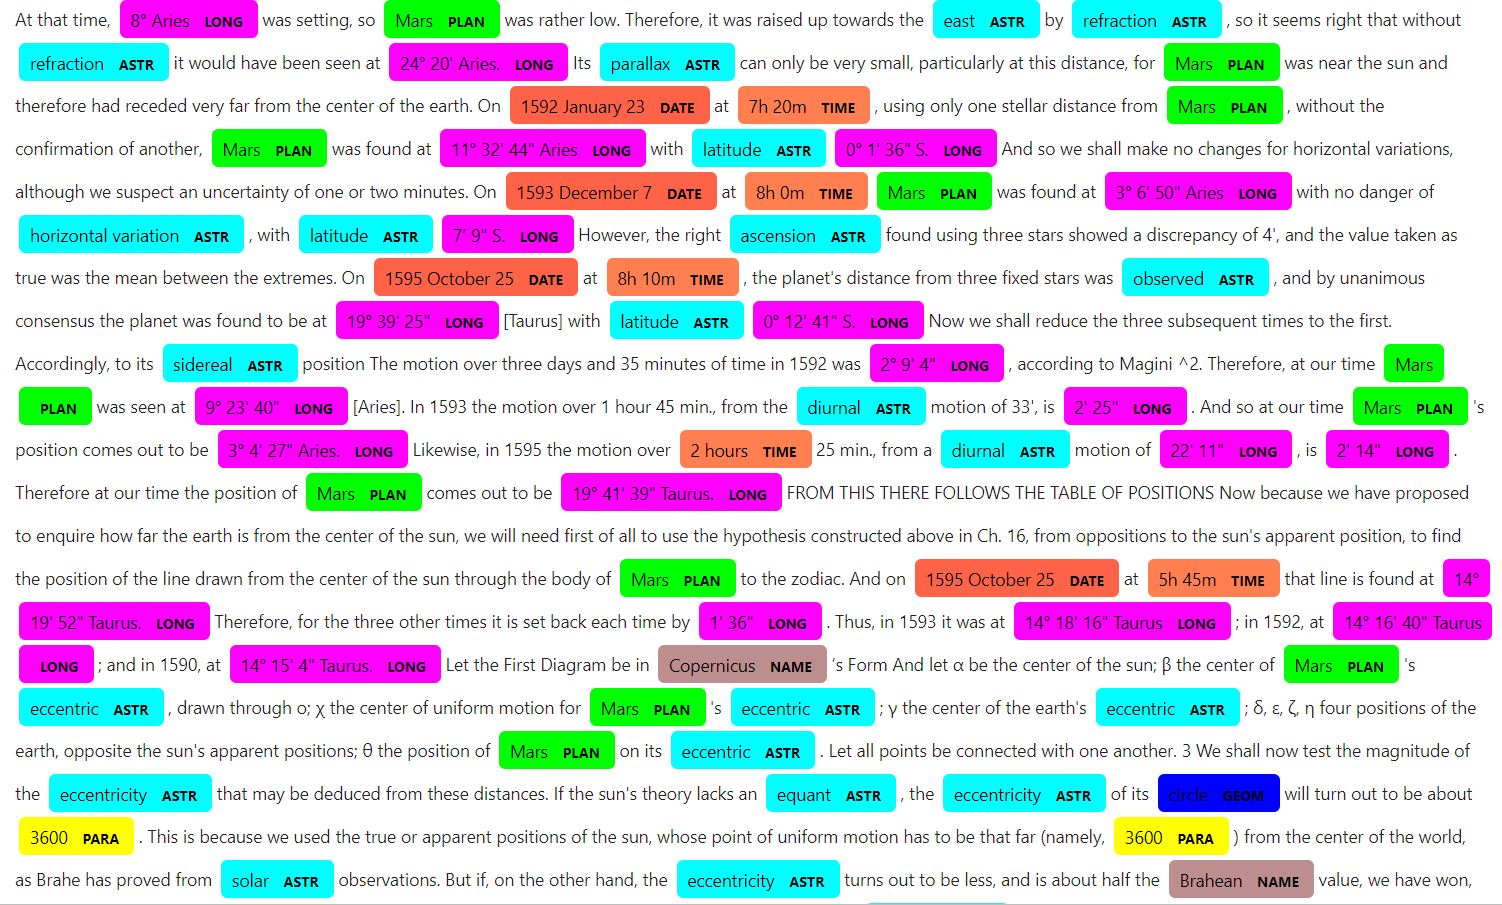 At that time, 8° Aries LONG was setting, so Mars PLAN was rather low. Therefore, it was raised up towards the east ASTR by refraction ASTR , so it seems right that without
refraction ASTR it would have been seen at 24° 20' Aries. LONG Its parallax ASTR can only be very small, particularly at this distance, for Mars PLAN was near the sun and
therefore had receded very far from the center of the earth. On 1592 January 23 DATE at 7h 20m TIME , using only one stellar distance from Mars PLAN , without the
confirmation of another, Mars PLAN was found at 11° 32' 44" Aries LONG with latitude ASTR 0° 1' 36" S. LONG And so we shall make no changes for horizontal variations,
although we suspect an uncertainty of one or two minutes. On 1593 December 7 DATE at 8h 0m TIME Mars PLAN was found at 3° 6' 50" Aries LONG with no danger of
horizontal variation ASTR , with latitude ASTR 7' 9" S. LONG However, the right ascension ASTR found using three stars showed a discrepancy of 4', and the value taken as
true was the mean between the extremes. On 1595 October 25 DATE at 8h 10m TIME , the planet's distance from three fixed stars was observed ASTR , and by unanimous
consensus the planet was found to be at 19° 39' 25" LONG [Taurus] with latitude ASTR 0° 12' 41" S. LONG Now we shall reduce the three subsequent times to the first.
Accordingly, to its sidereal ASTR position The motion over three days and 35 minutes of time in 1592 was 2° 9' 4" LONG , according to Magini ^2. Therefore, at our time Mars
PLAN was seen at 9° 23' 40" LONG [Aries]. In 1593 the motion over 1 hour 45 min., from the diurnal ASTR motion of 33', is 2' 25" LONG . And so at our time Mars PLAN 's
position comes out to be 3° 4' 27" Aries. LONG Likewise, in 1595 the motion over 2 hours TIME 25 min., from a diurnal ASTR motion of 22' 11" LONG , is 2' 14" LONG .
Therefore at our time the position of Mars PLAN comes out to be 19° 41' 39" Taurus. LONG FROM THIS THERE FOLLOWS THE TABLE OF POSITIONS Now because we have proposed
to enquire how far the earth is from the center of the sun, we will need first of all to use the hypothesis constructed above in Ch. 16, from oppositions to the sun's apparent position, to find
the position of the line drawn from the center of the sun through the body of Mars PLAN to the zodiac. And on 1595 October 25 DATE at 5h 45m TIME that line is found at 14°
19' 52" Taurus. LONG Therefore, for the three other times it is set back each time by 1' 36" LONG . Thus, in 1593 it was at 14° 18' 16" Taurus LONG ; in 1592, at 14° 16' 40" Taurus
LONG ; and in 1590, at 14° 15' 4" Taurus. LONG Let the First Diagram be in Copernicus NAME 's Form And let α be the center of the sun; β the center of Mars PLAN 's
eccentric ASTR , drawn through o; χ the center of uniform motion for Mars PLAN 's eccentric ASTR ; γ the center of the earth's eccentric ASTR ; δ, ε, ζ, η four positions of the
earth, opposite the sun's apparent positions; θ the position of Mars PLAN on its eccentric ASTR . Let all points be connected with one another. 3 We shall now test the magnitude of
the eccentricity ASTR that may be deduced from these distances. If the sun's theory lacks an equant ASTR , the eccentricity ASTR of its circle GEOM will turn out to be about
3600 PARA . This is because we used the true or apparent positions of the sun, whose point of uniform motion has to be that far (namely, 3600 PARA ) from the center of the world,
as Brahe has proved from solar ASTR observations. But if, on the other hand, the eccentricity ASTR turns out to be less, and is about half the Brahean NAME value, we have won,